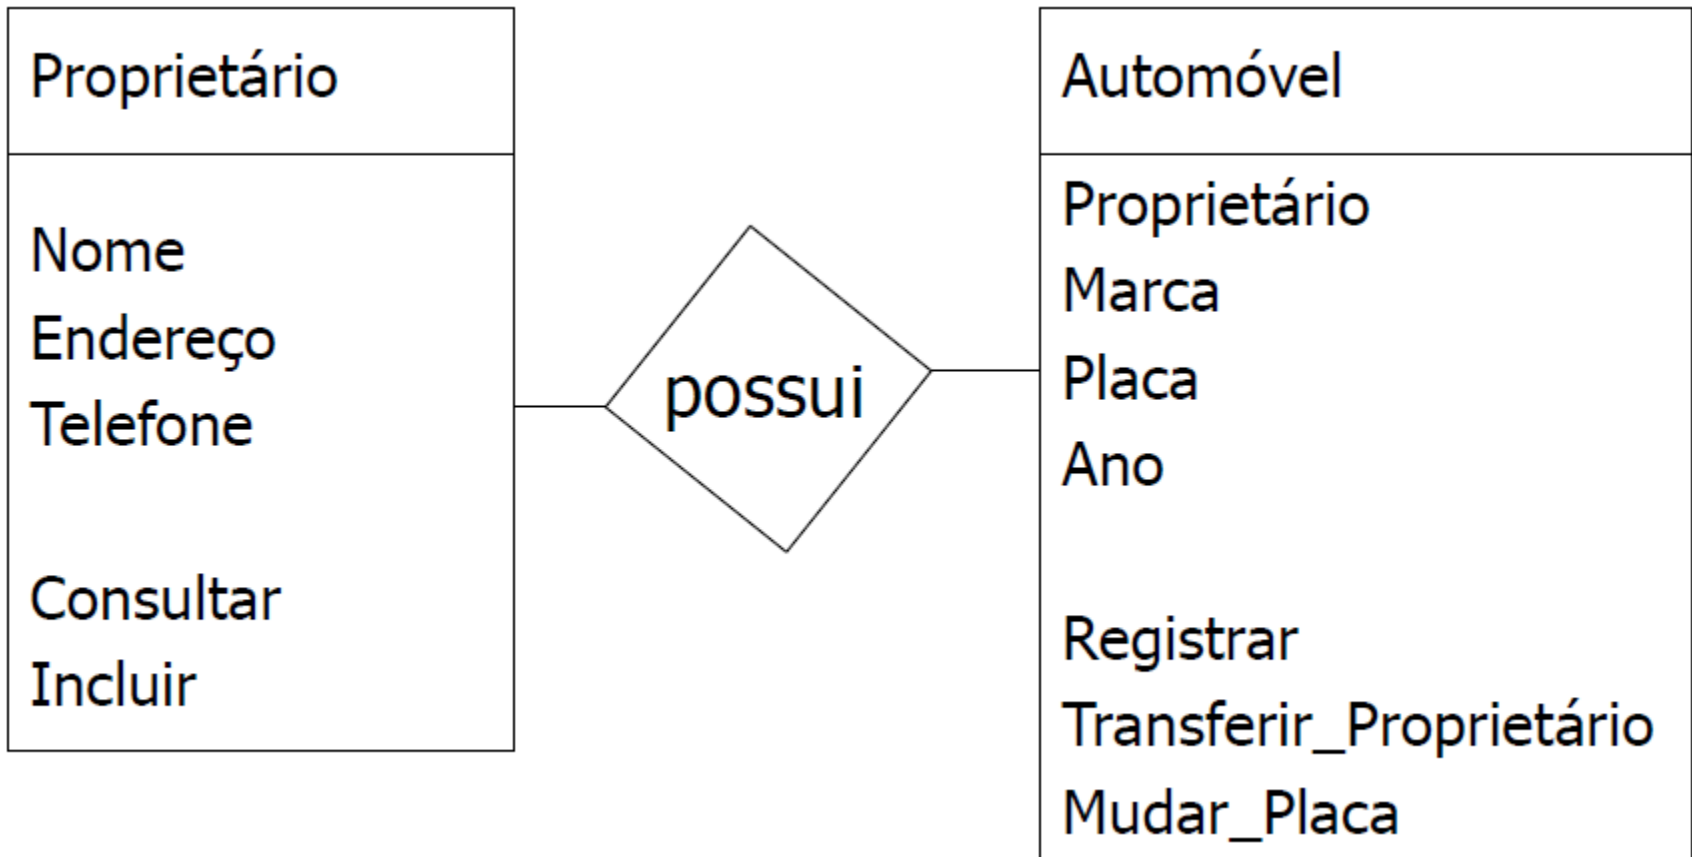 Proprietário
Nome
Endereço
Telefone
Consultar
Incluir
possui
Automóvel
Proprietário
Marca
Placa
Ano
Registrar
Transferir_Proprietário
Mudar_Placa